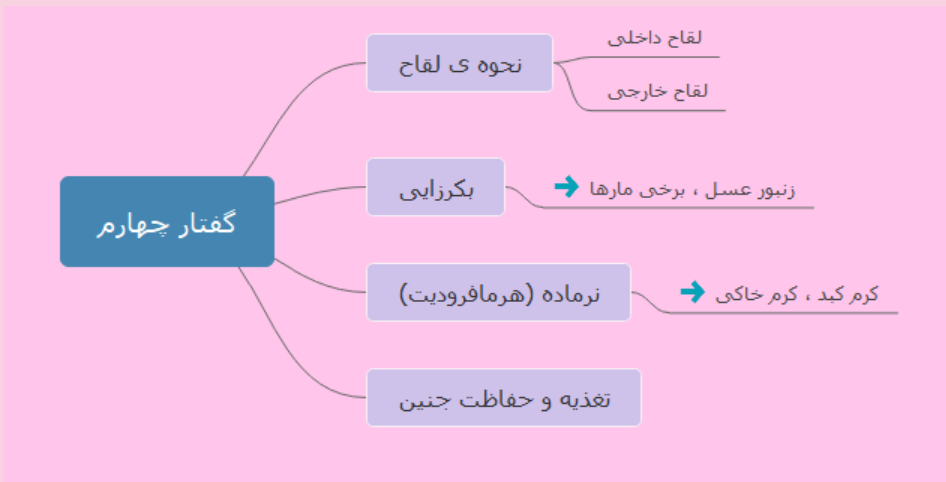 گفتار چهارم
نحوه ی لقاح
لقاح داخلی
لقاح خارجی
بکرزایی
زنبور عسل ، برخی مارها
نرماده (هرمافرودیت)
کرم کبد ، کرم خاکی
تغذیه و حفاظت جنین